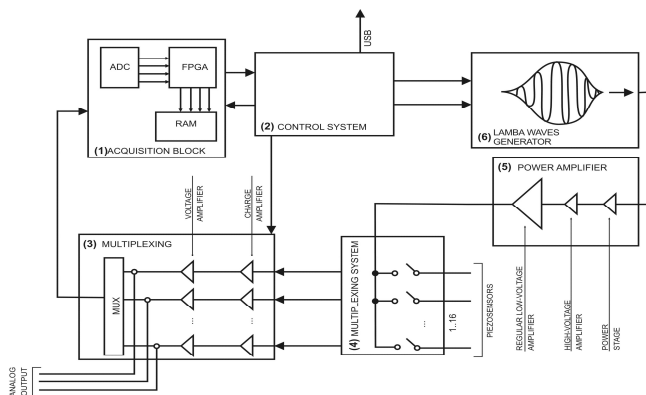 USB
ADC
FPGA
RAM
(1)ACQUISITION BLOCK
(2) CONTROL SYSTEM
(6) LAMBA WAVES
GENERATOR
(5) POWER AMPLIFIER
VOLTAGE
AMPLIFIER
CHARGE
AMPLIFIER
(3) MULTIPLEXING
MUX
...
...
(4) MULTIPLEXING SYSTEM
...
1..16
PIEZOSENSORS
REGULAR LOW-VOLTAGE
AMPLIFIER
HIGH-VOLTAGE
AMPLIFIER
POWER
STAGE
ANALOG
OUTPUT